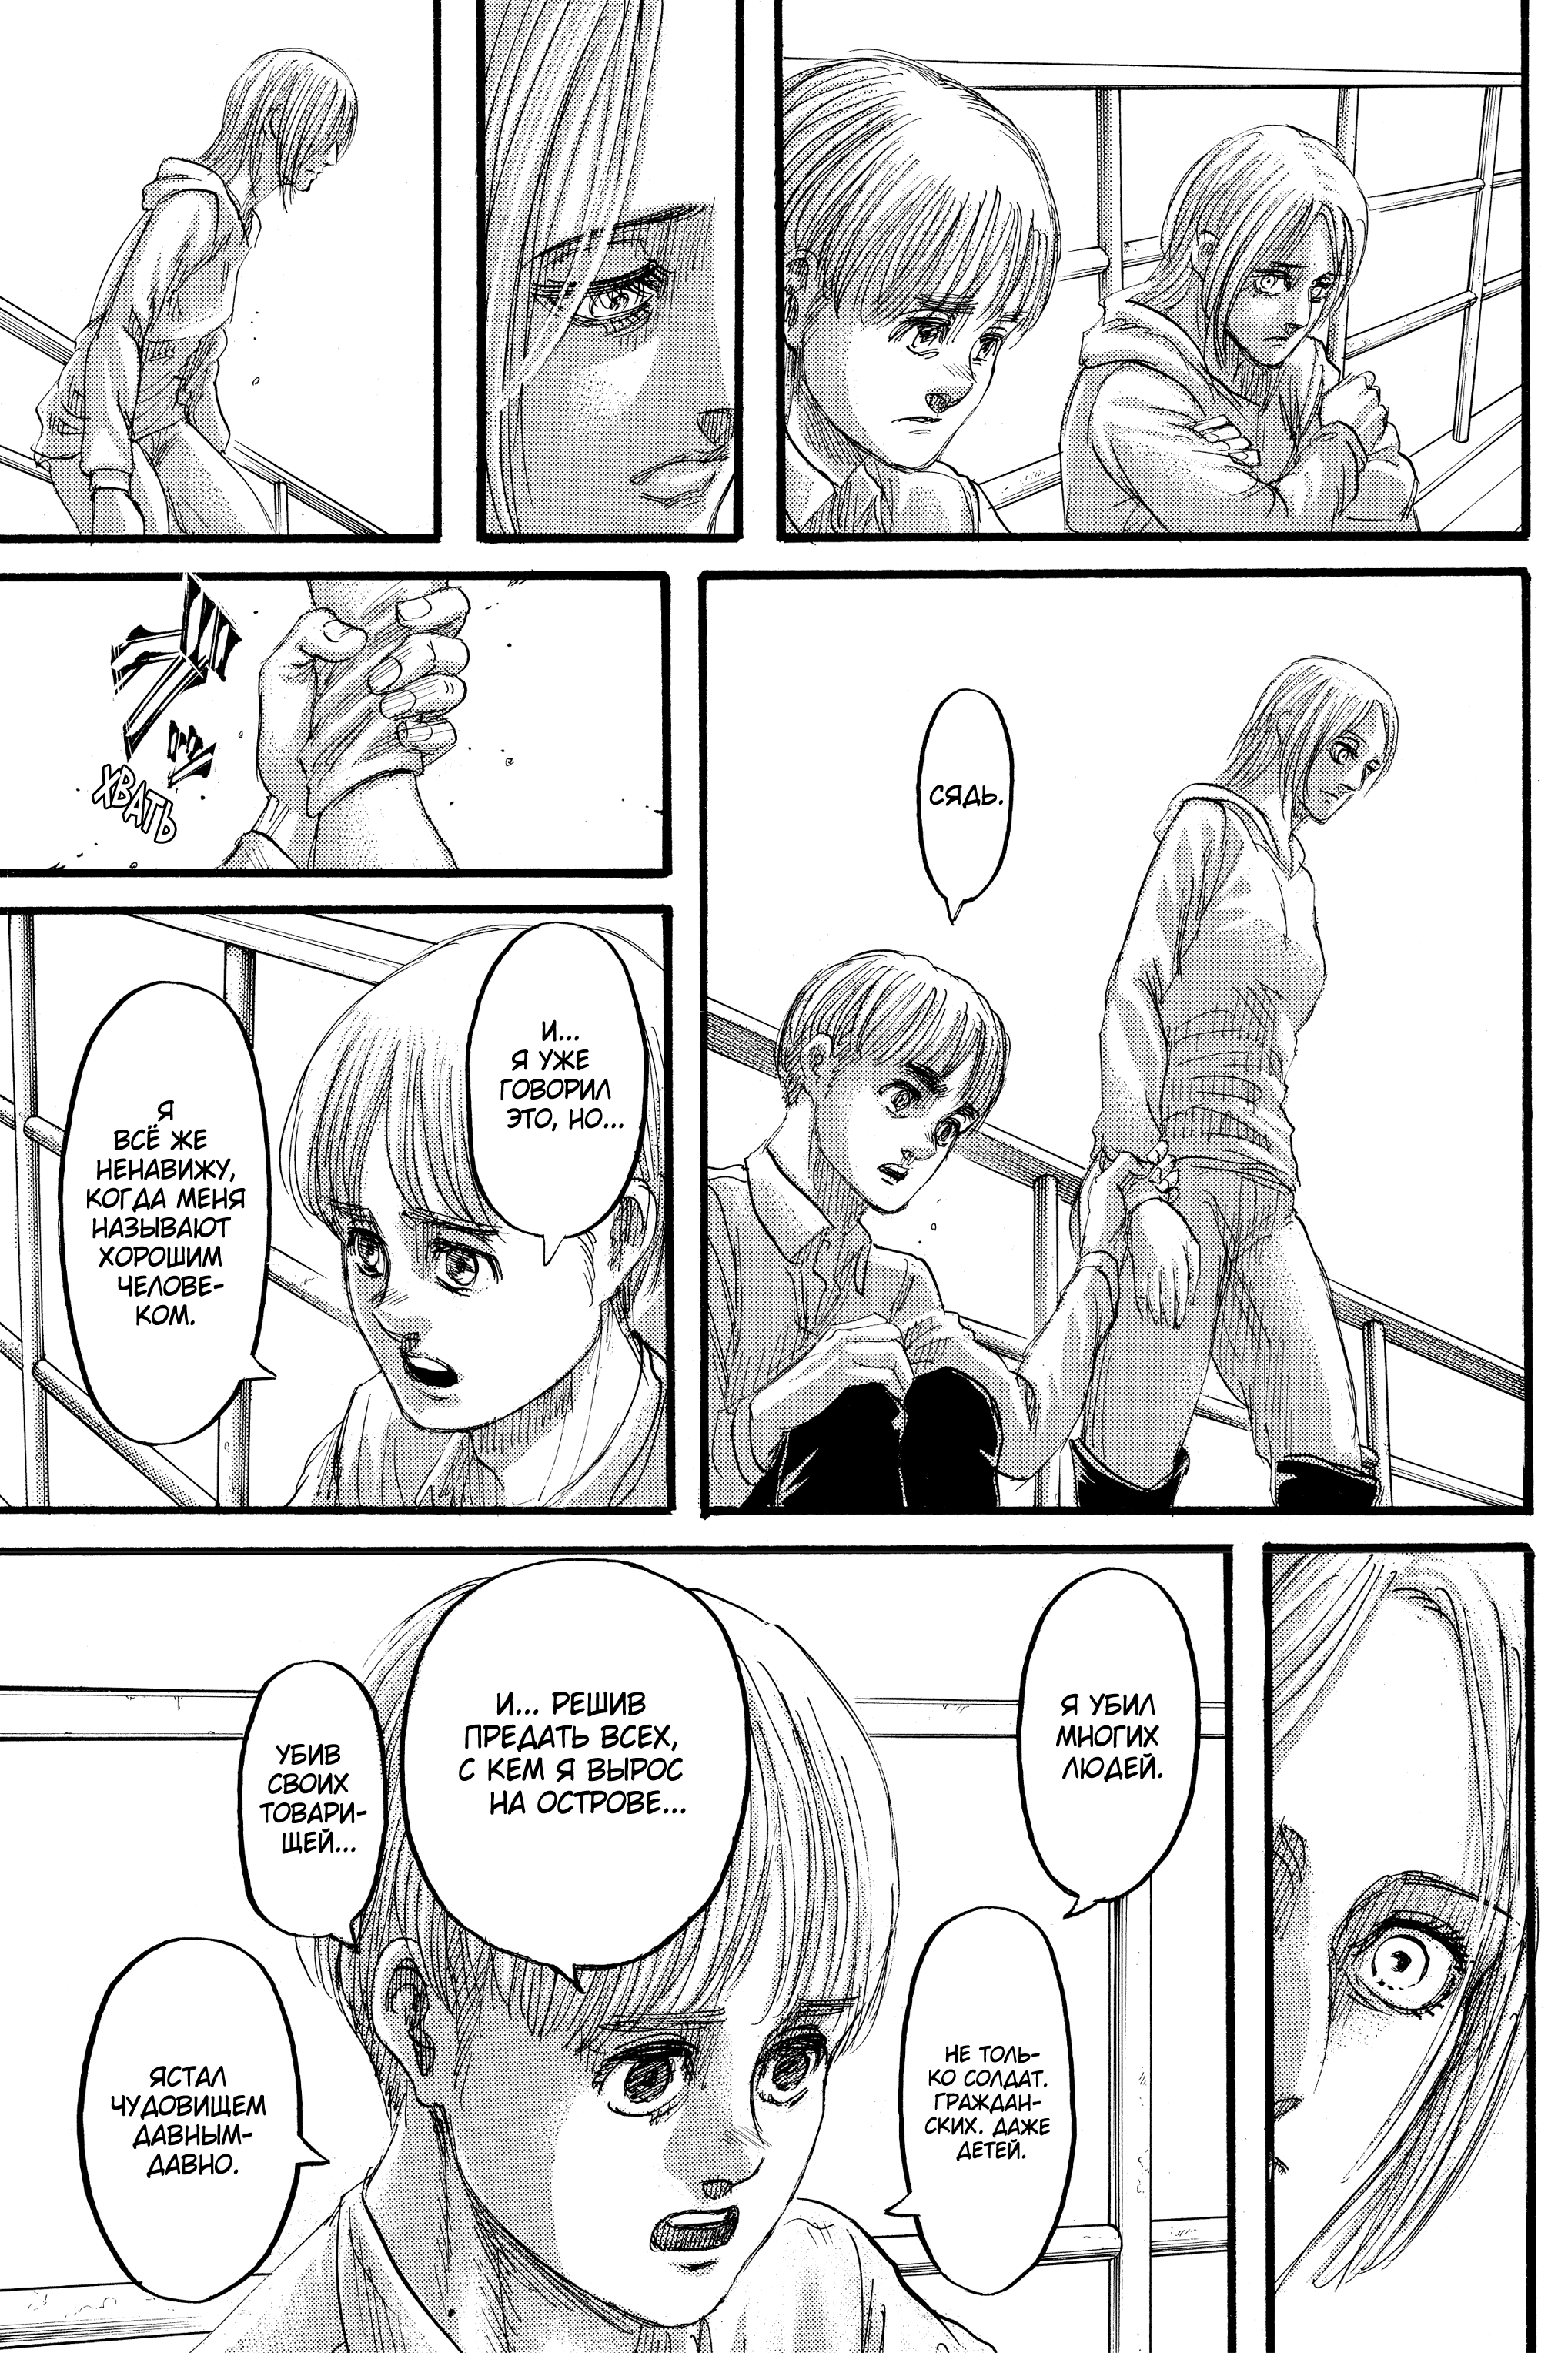 СЯДЬ.
ХВАТЬ
И...
Я УЖЕ
ГОВОРИЛ
ЭТО, НО...
Я
ВСЁ ЖЕ
НЕНАВИЖУ,
КОГДА МЕНЯ
НАЗЫВАЮТ
ХОРОШИМ
ЧЕЛОВЕ-
КОМ.
Я УБИЛ
МНОГИХ
ЛЮДЕЙ.
НЕ ТОЛЬ-
КО СОЛДАТ.
ГРАЖДАН-
СКИХ. ДАЖЕ
ДЕТЕЙ.
И... РЕШИВ
ПРЕДАТЬ ВСЕХ,
С КЕМ Я ВЫРОС
НА ОСТРОВЕ...
УБИВ
СВОИХ
ТОВАРИ-
ЩЕЙ...
ЯСТАЛ
ЧУДОВИЩЕМ
ДАВНЫМ-
ДАВНО.